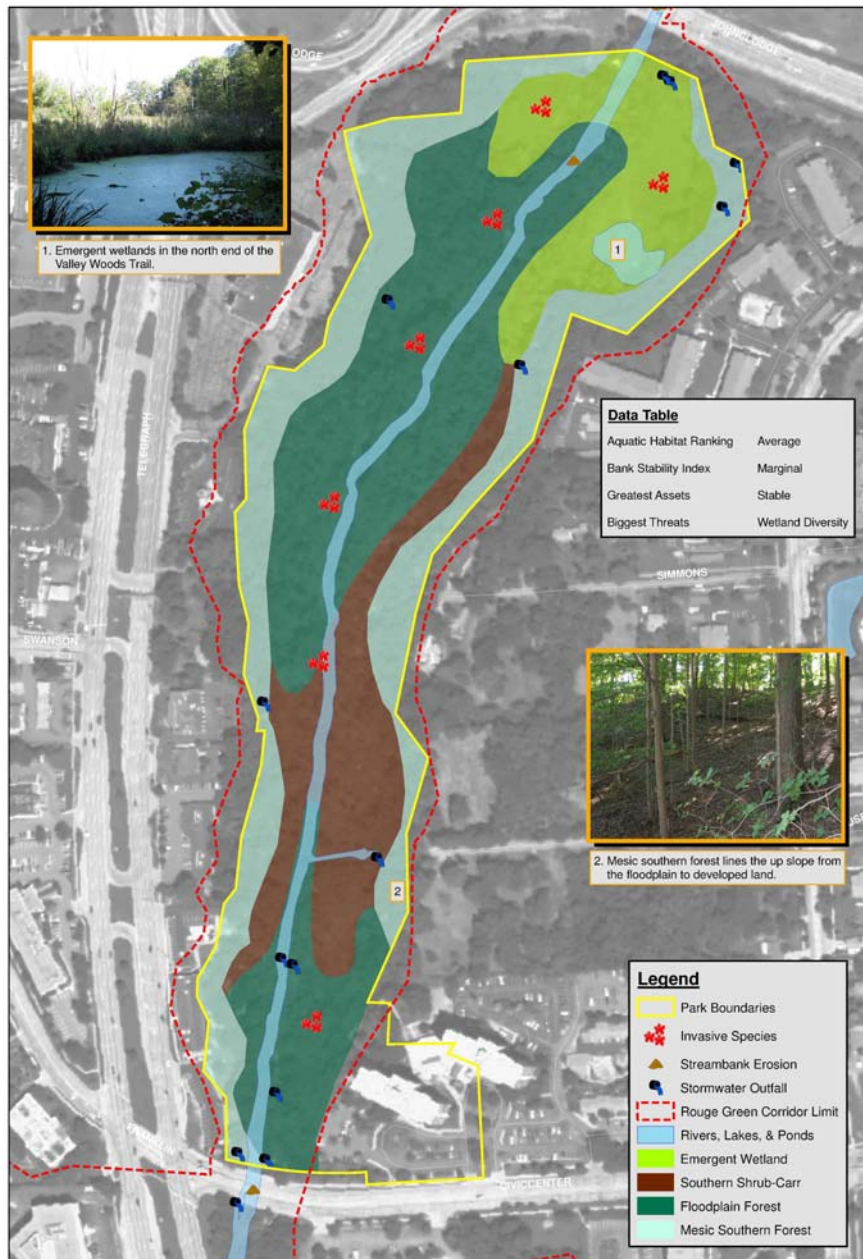 JOHN LODGE
LODGE
1. Emergent wetlands in the north end of the
Valley Woods Trail.
1
TELEGRAPH
Data Table
Aquatic Habitat Ranking Average
Bank Stability Index Marginal
Greatest Assets Stable
Biggest Threats Wetland Diversity
SIMMONS
SWANSON
2. Mesic southern forest lines the up slope from
the floodplain to developed land.
2
Legend
Park Boundaries
Invasive Species
Streambank Erosion
Stormwater Outfall
Rouge Green Corridor Limit
Rivers, Lakes, & Ponds
Emergent Wetland
Southern Shrub-Carr
Floodplain Forest
Mesic Southern Forest
CIVIC CENTER